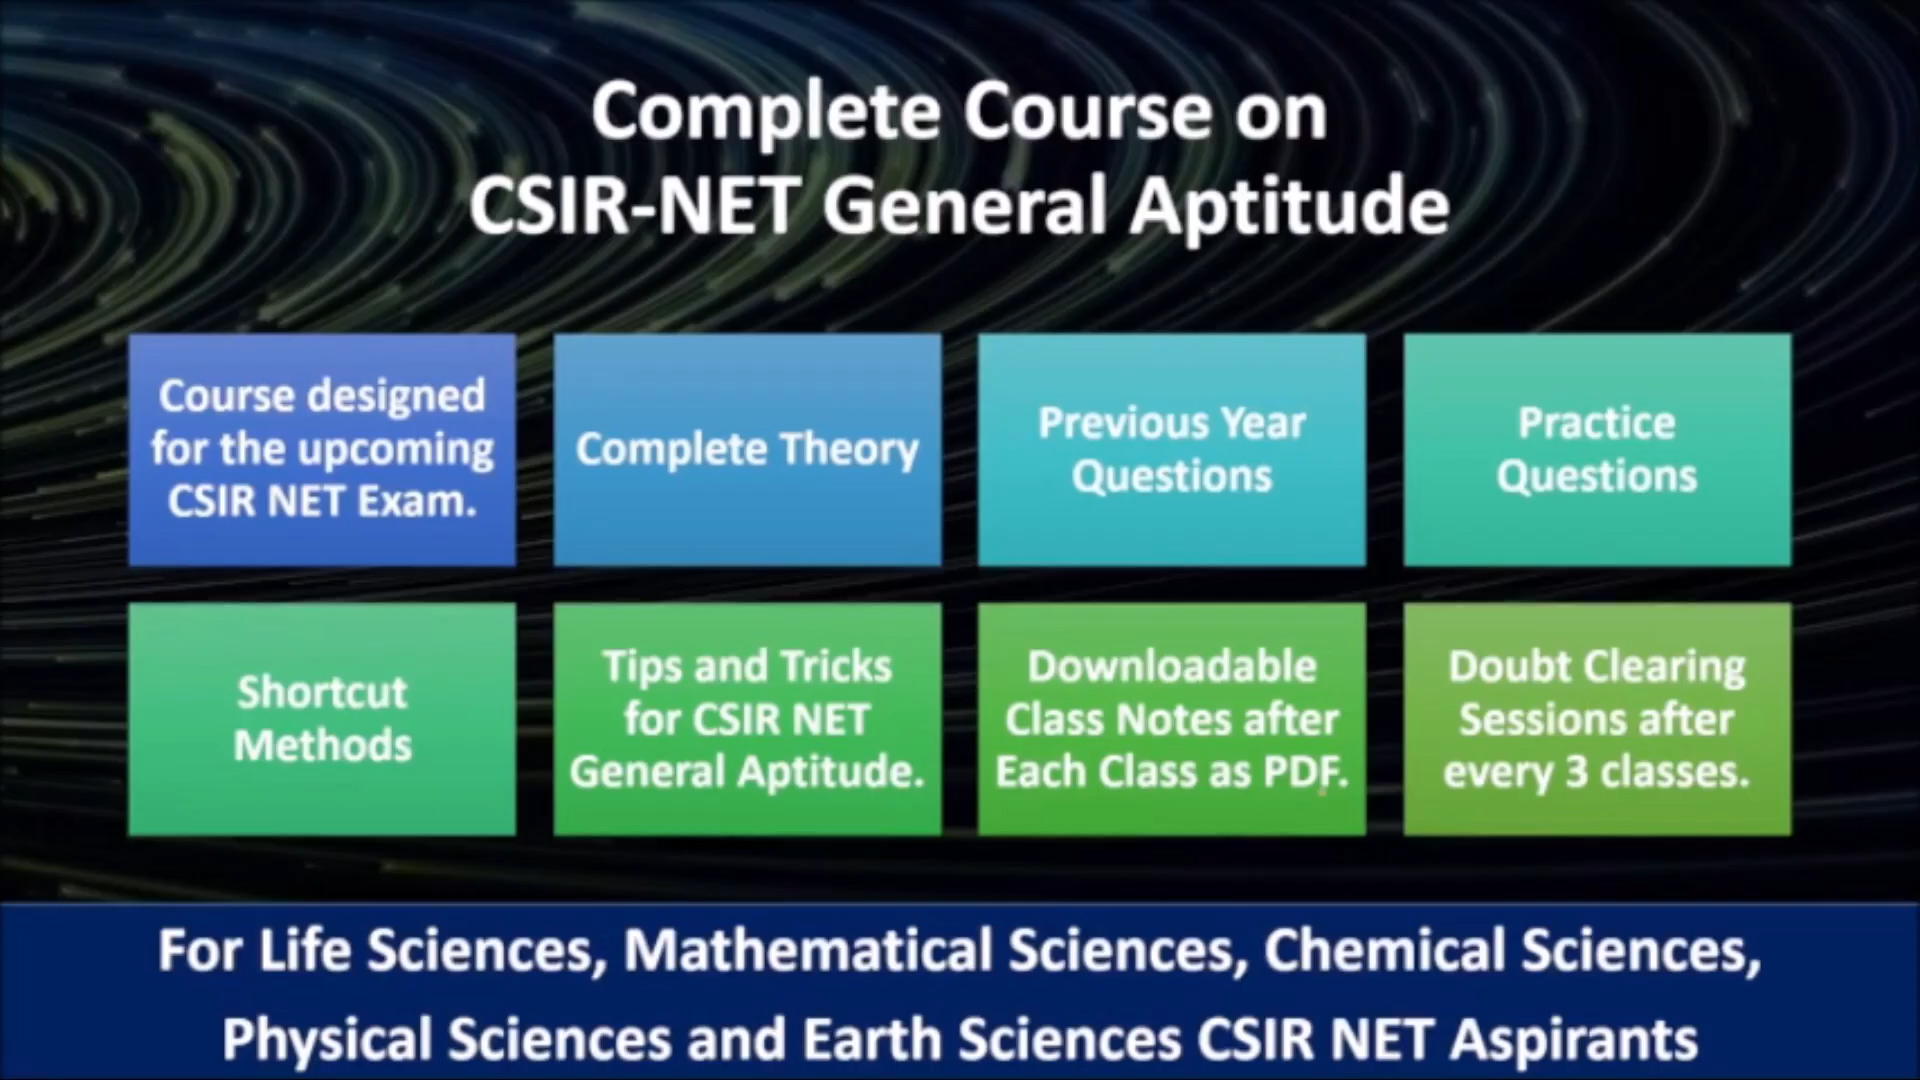 Complete Course on
CSIR-NET General Aptitude
Course designed
for the upcoming
CSIR NET Exam.
Complete Theory
Previous Year
Questions
Practice
Questions
Shortcut
Methods
Tips and Tricks
for CSIR NET
General Aptitude.
Downloadable
Class Notes after
Each Class as PDF.
Doubt Clearing
Sessions after
every 3 classes.
For Life Sciences, Mathematical Sciences, Chemical Sciences,
Physical Sciences and Earth Sciences CSIR NET Aspirants